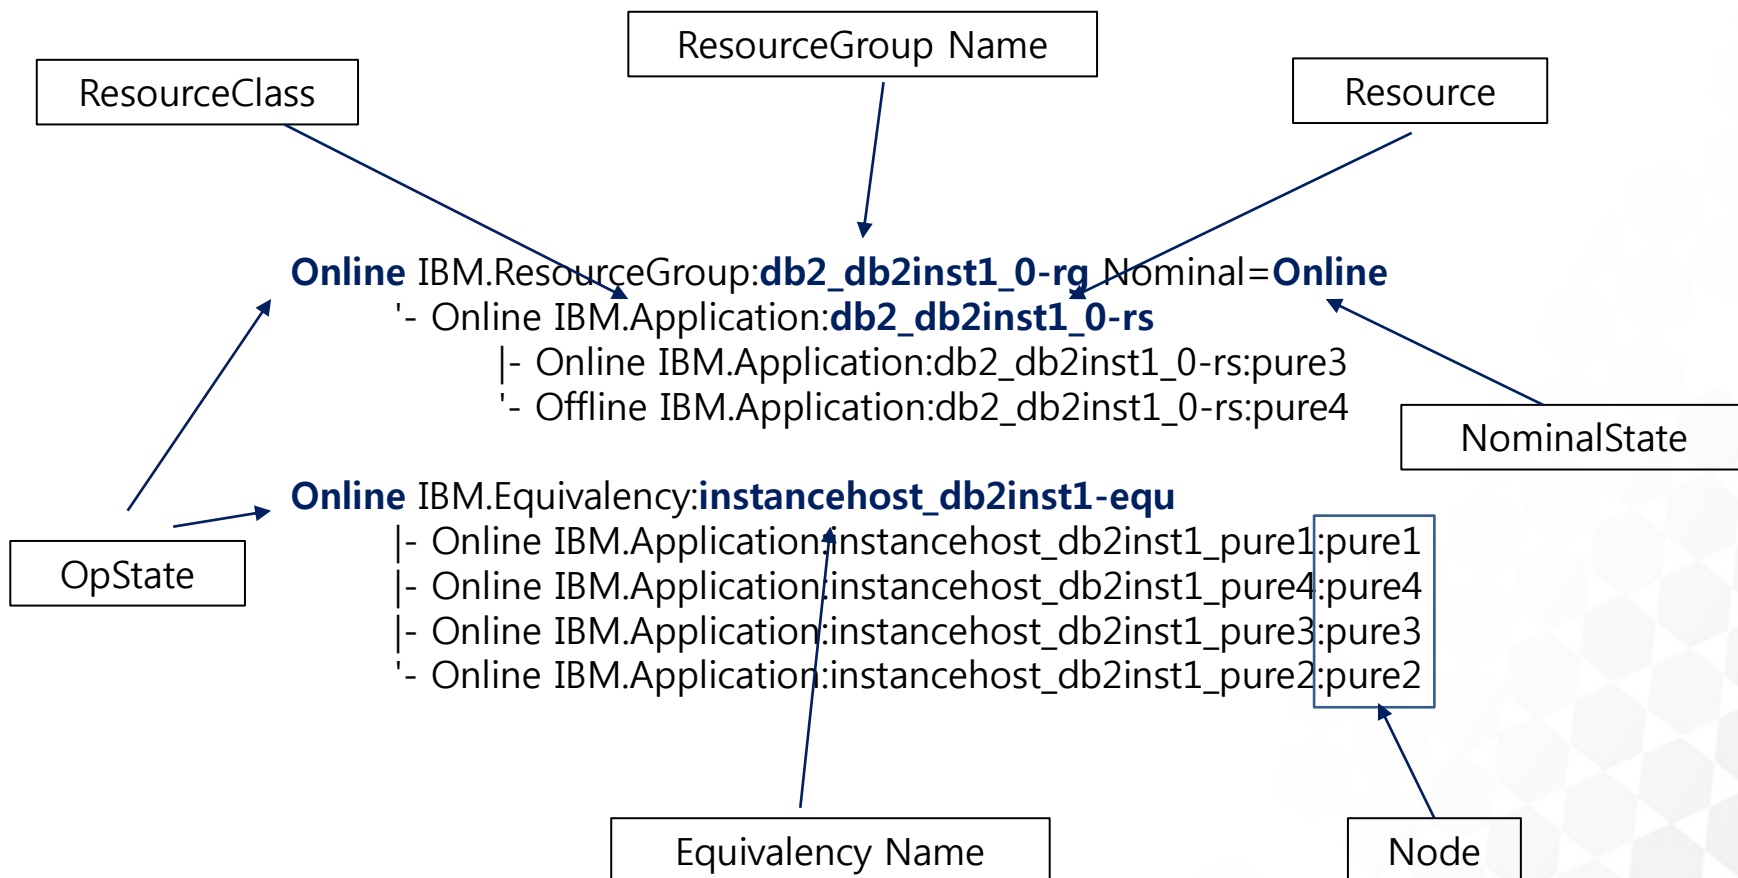 ResourceGroup Name
ResourceClass
Resource
Online IBM.ResourceGroup:db2_db2inst1_0-rg Nominal=Online
'- Online IBM.Application:db2_db2inst1_0-rs
|- Online IBM.Application:db2_db2inst1_0-rs:pure3
'- Offline IBM.Application:db2_db2inst1_0-rs:pure4
NominalState
Online IBM.Equivalency:instancehost_db2inst1-equ
|- Online IBM.Application:instancehost_db2inst1_pure1:pure1
OpState
|- Online IBM.Application:instancehost_db2inst1_pure4:pure4
|- Online IBM.Application:instancehost_db2inst1_pure3:pure3
'- Online IBM.Application:instancehost_db2inst1_pure2:pure2
Equivalency Name
Node